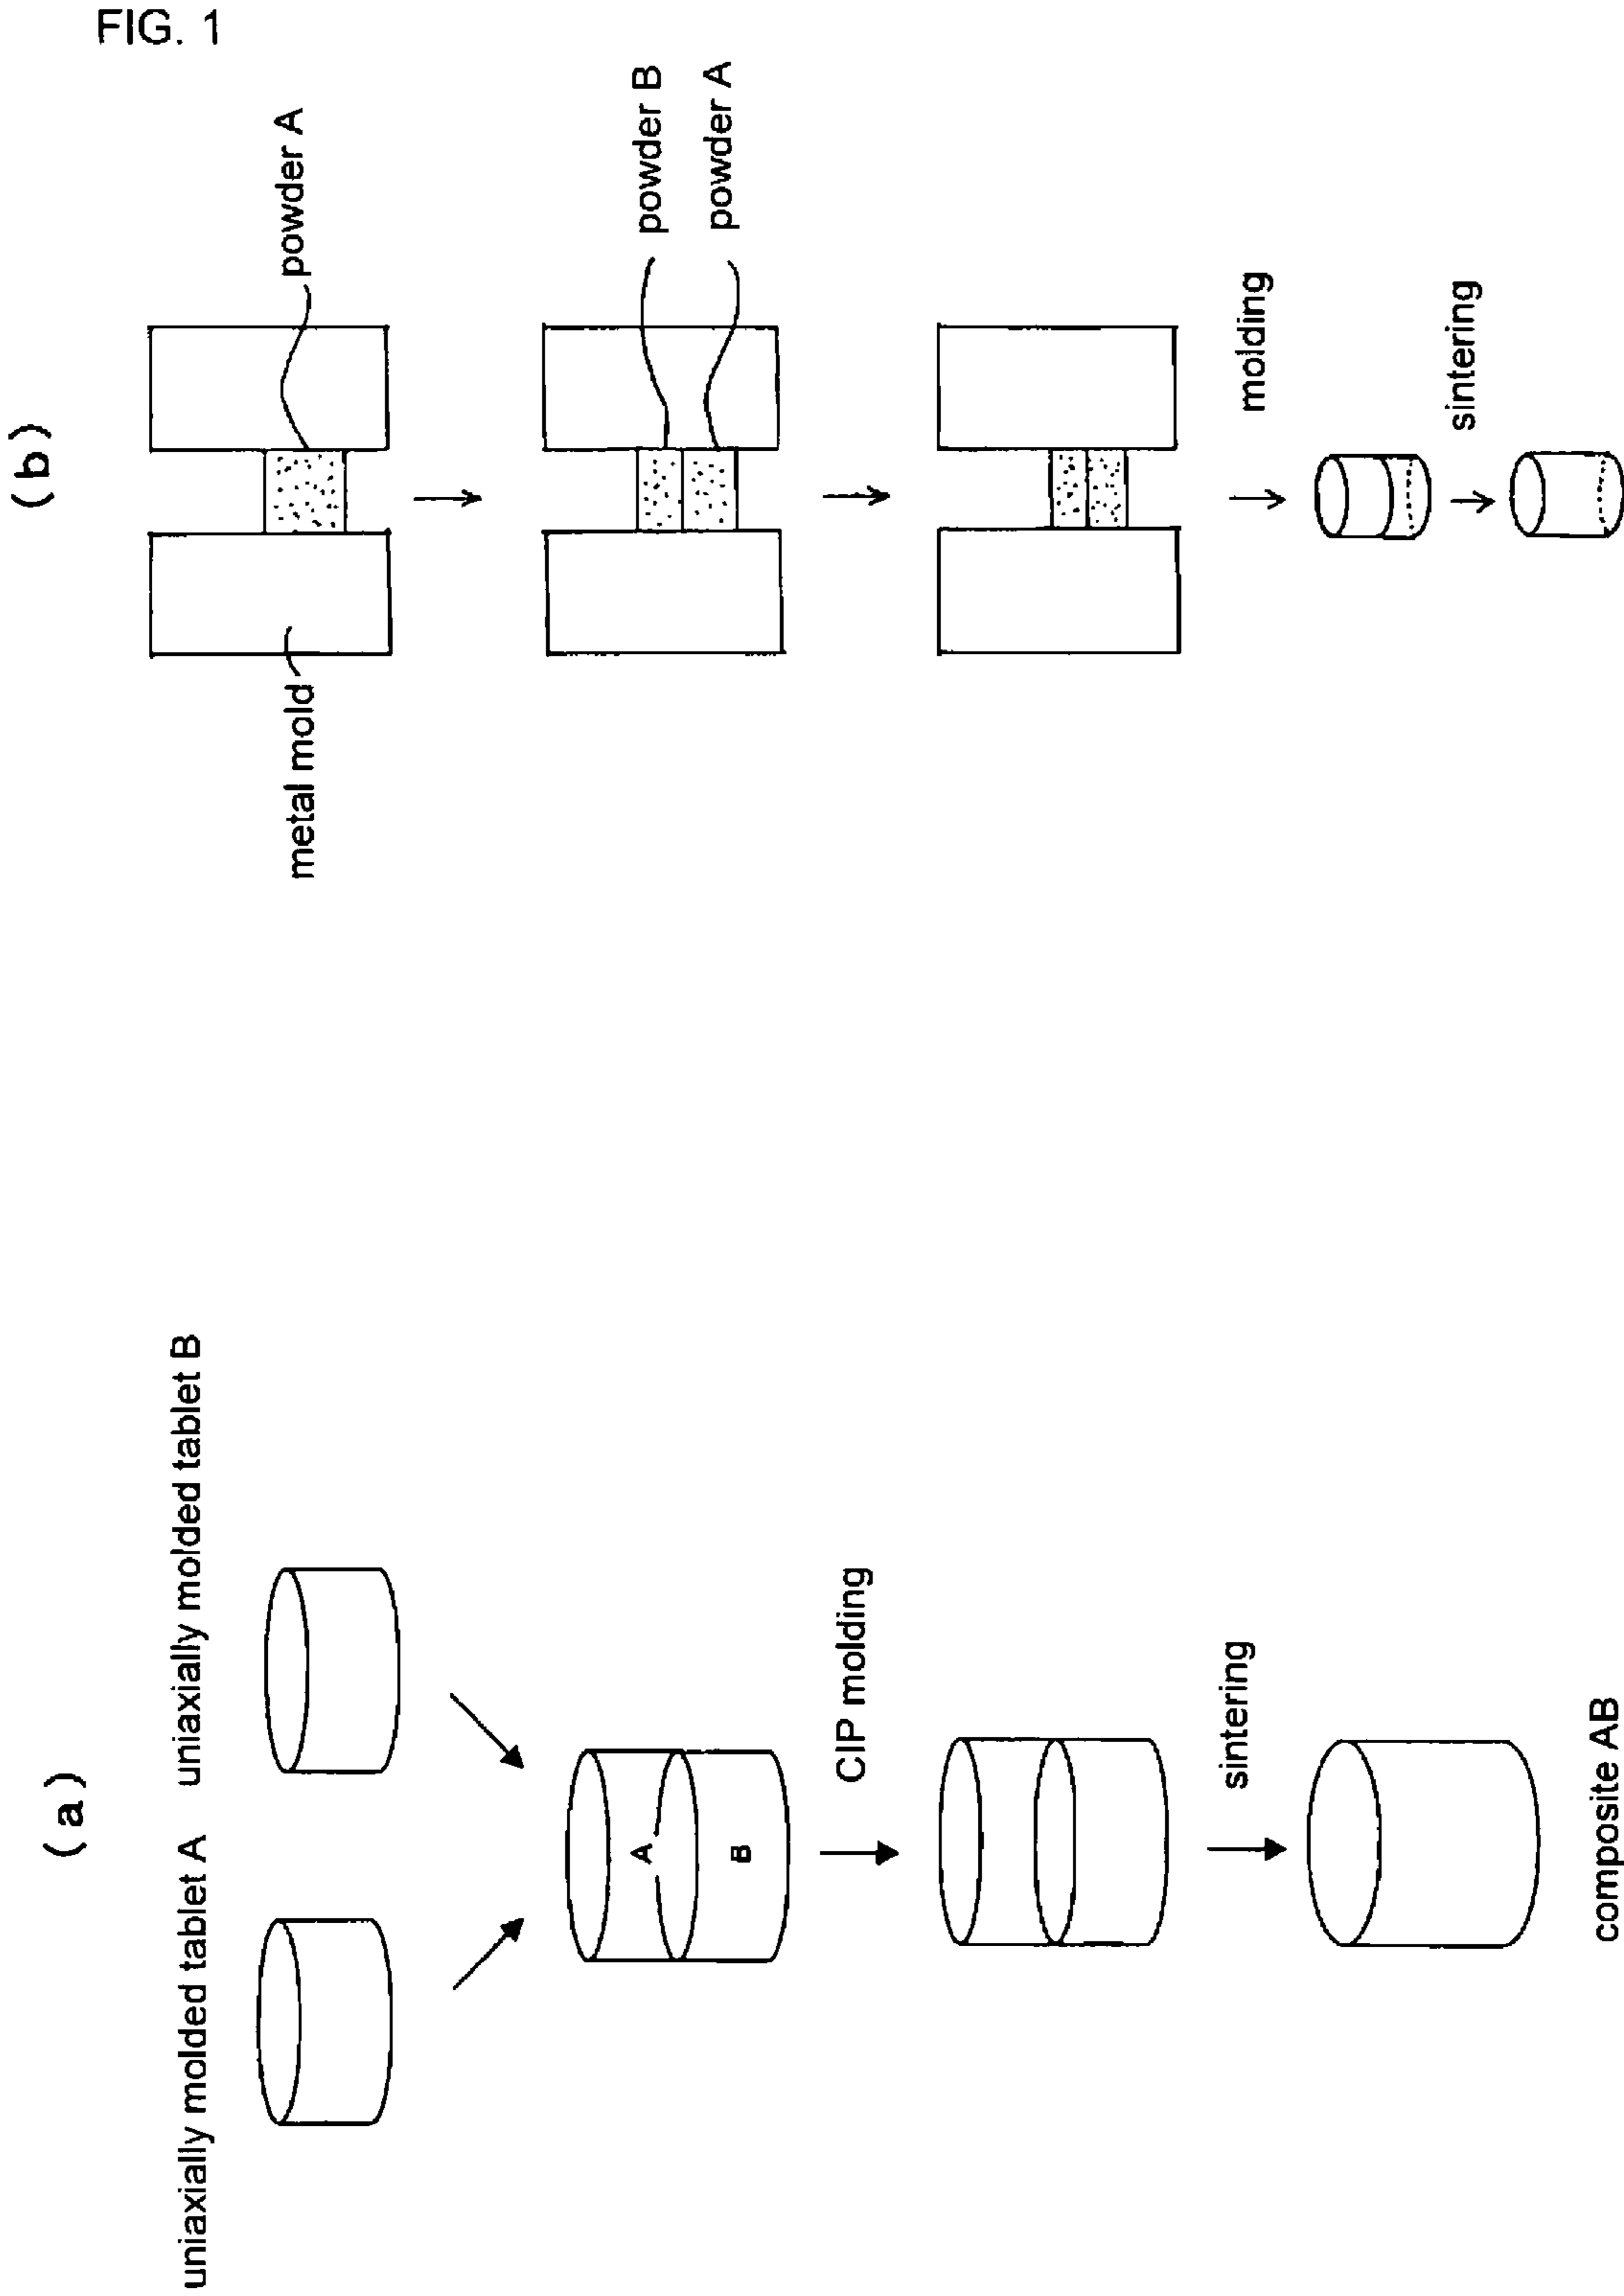 FIG. 1
(a)
uniaxially molded tablet A
uniaxially molded tablet B
A
B
CIP molding
sintering
composite AB
(b)
powder A
metal mold
powder B
powder A
molding
sintering